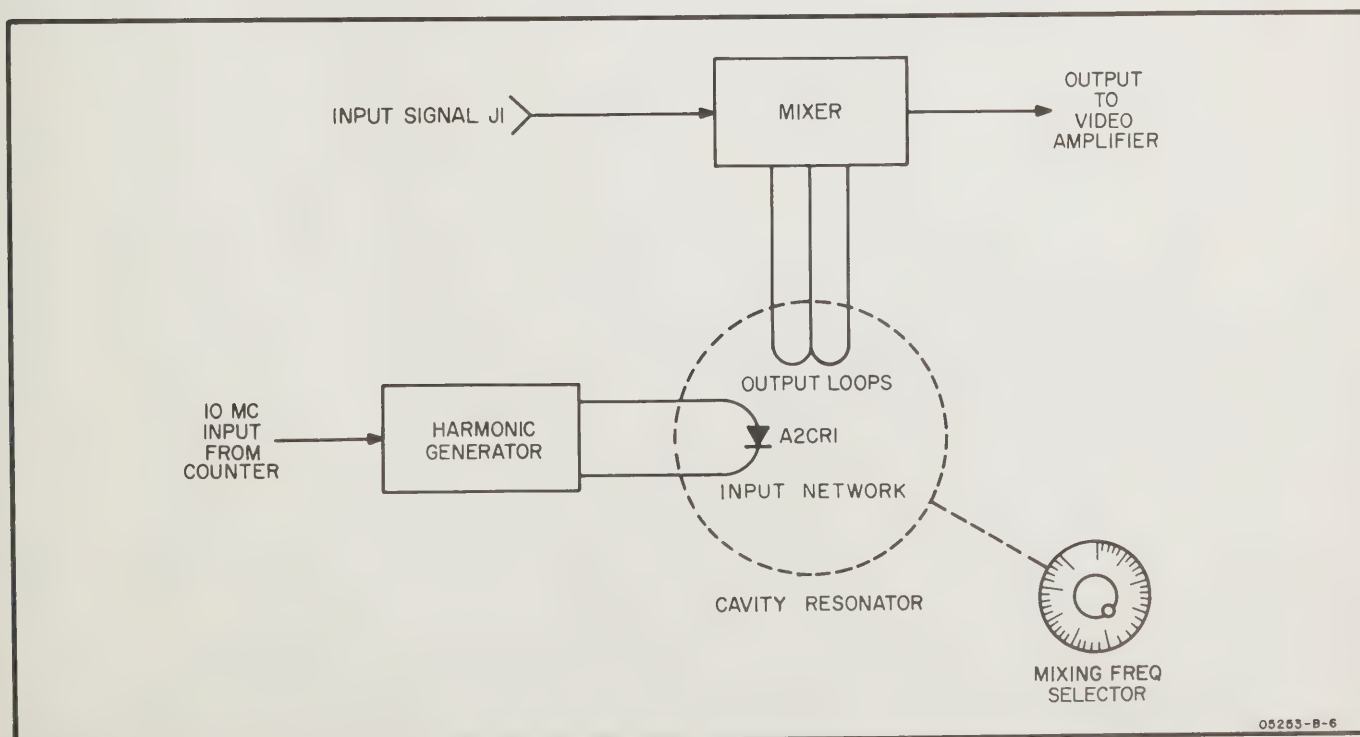 INPUT SIGNAL J1
MIXER
OUTPUT
TO
VIDEO
AMPLIFIER
OUTPUT LOOPS
10 MC
INPUT
FROM
COUNTER
HARMONIC
GENERATOR
A2CR1
INPUT NETWORK
CAVITY RESONATOR
MIXING FREQ
SELECTOR
05253-B-6